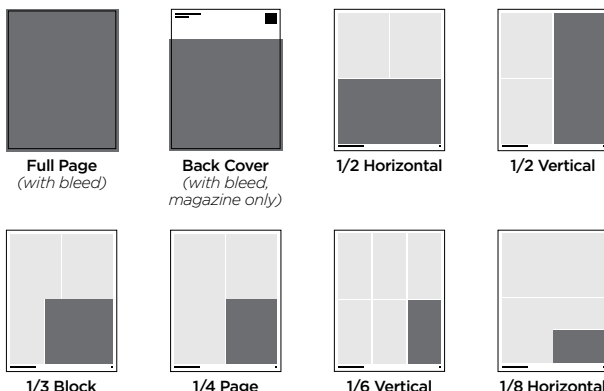 Full Page
(with bleed)
Back Cover
(with bleed,
magazine only)
1/2 Horizontal
1/2 Vertical
1/3 Block
1/4 Page
1/6 Vertical
1/8 Horizontal